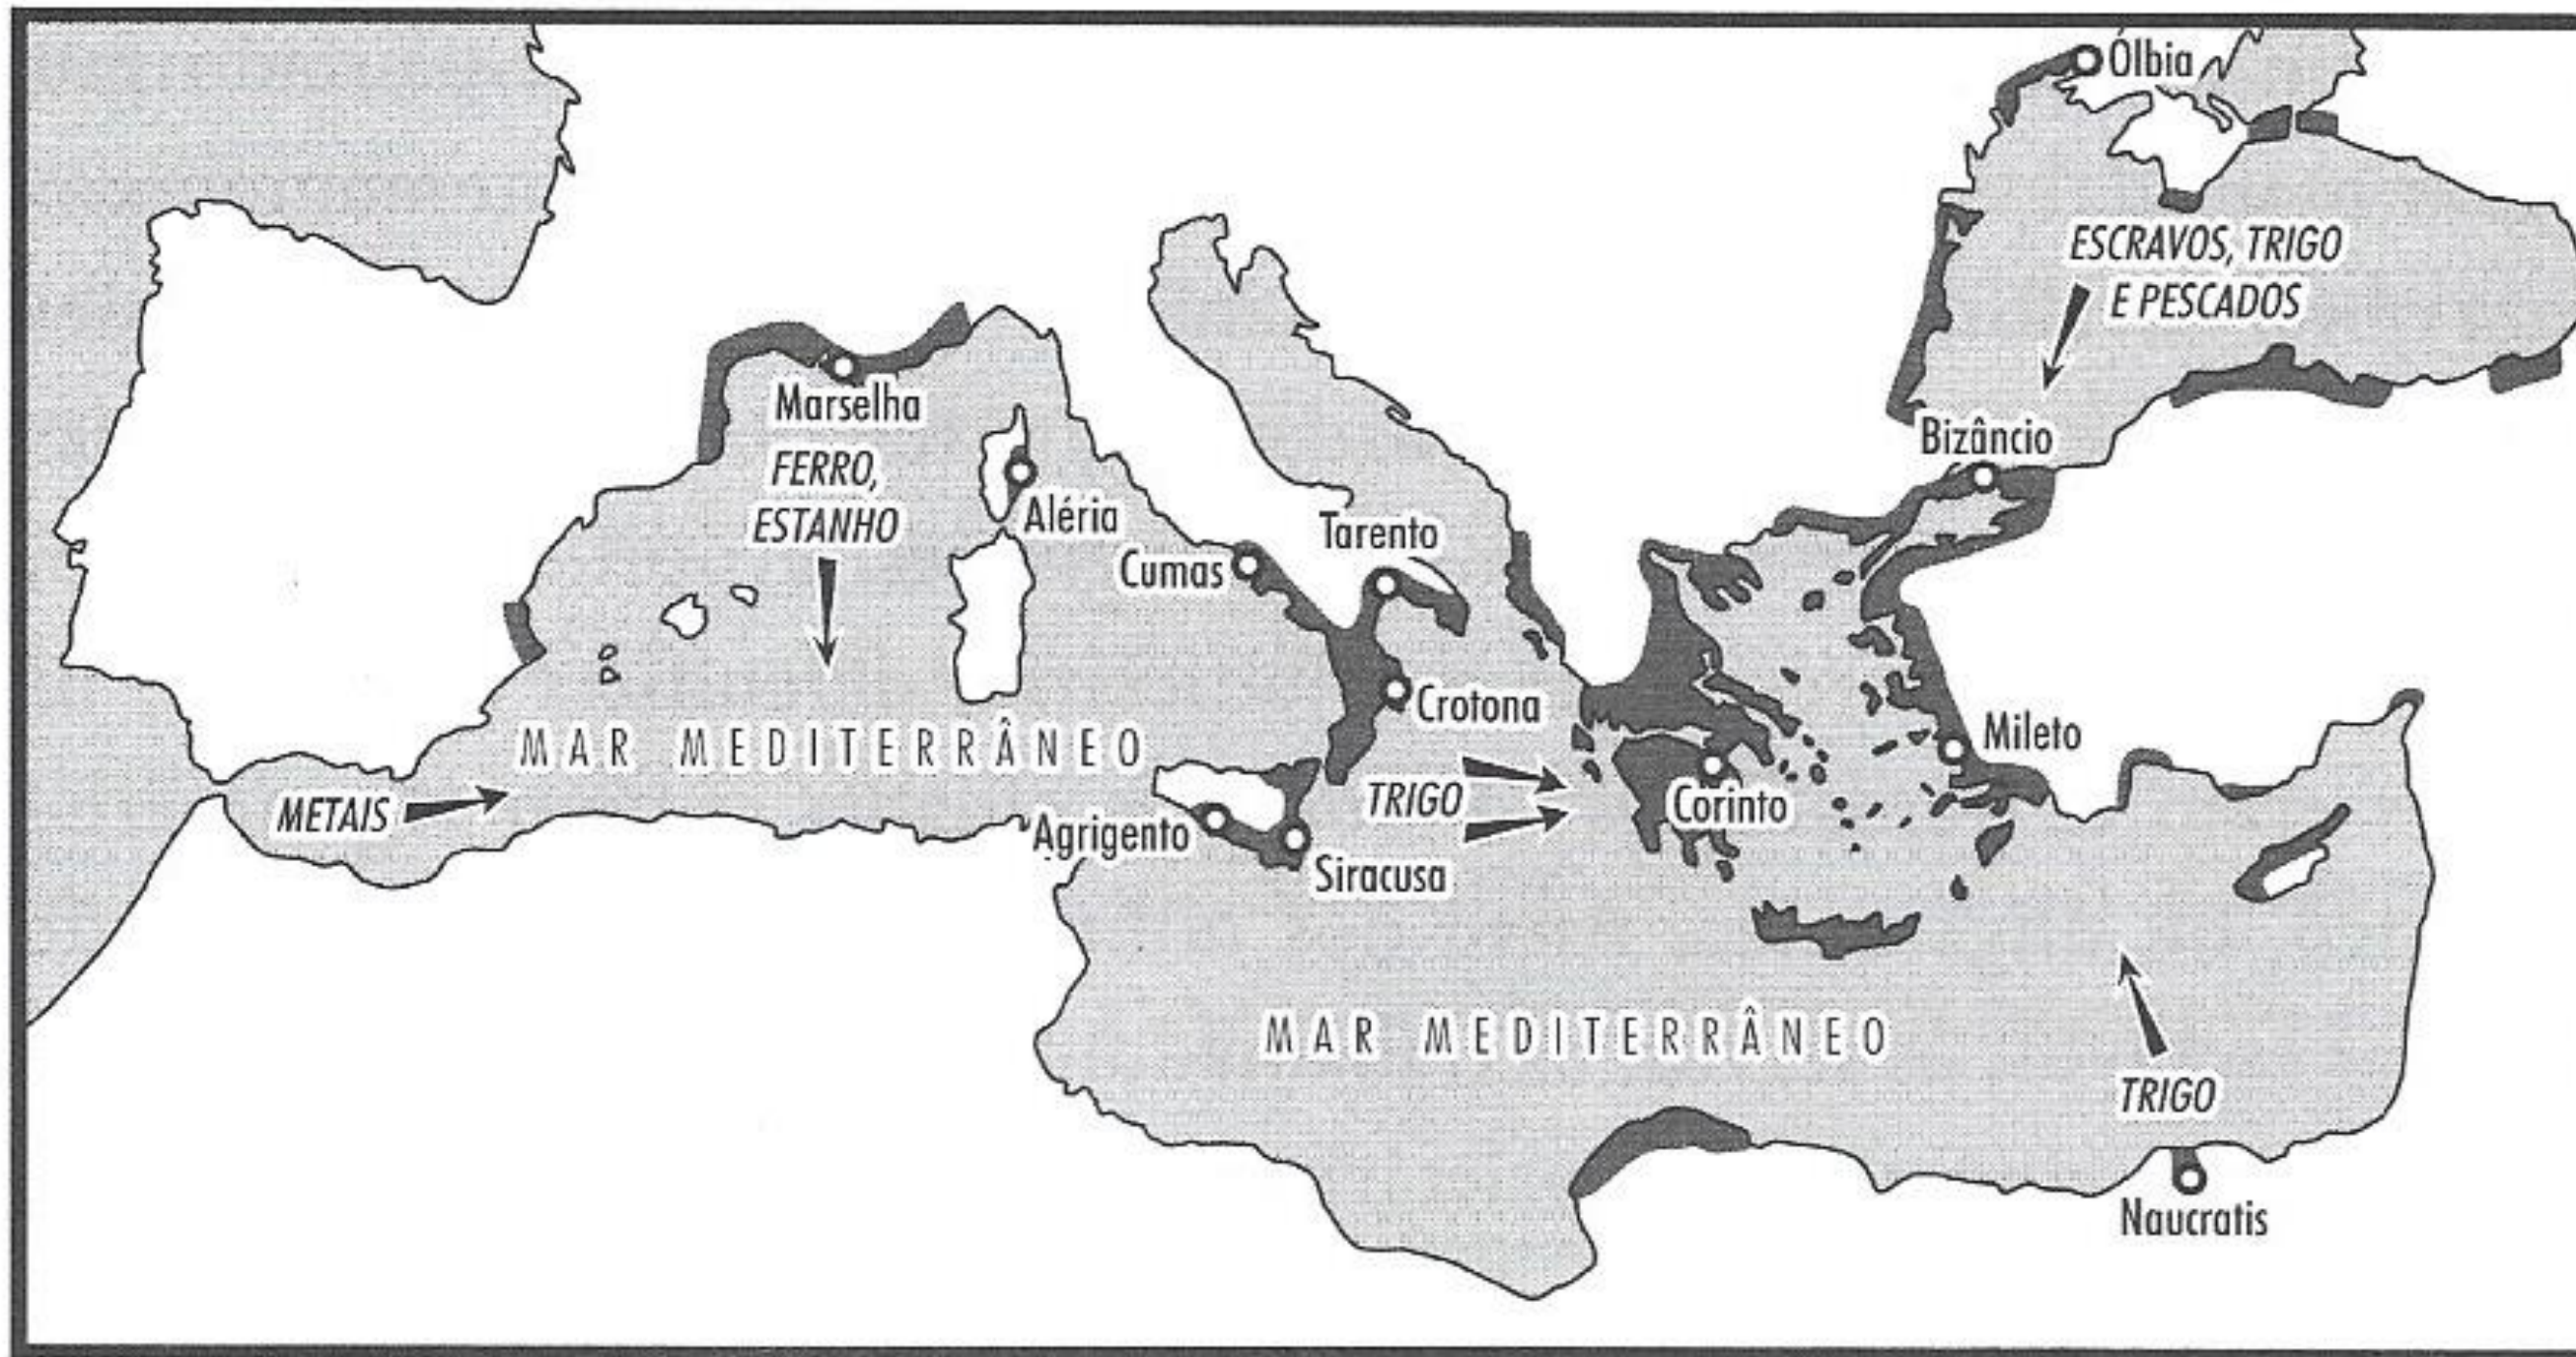 Ólbia
ESCRAVOS, TRIGO
E PESCADOS
Marselha
FERRO,
ESTANHO
Aléria
Bizâncio
Tarento
Cumas
Crotona
MAR MEDITERRÂNEO
Mileto
METAIS
TRIGO
Corinto
Agrigento
Siracusa
MAR MEDITERRÂNEO
TRIGO
Naucratis